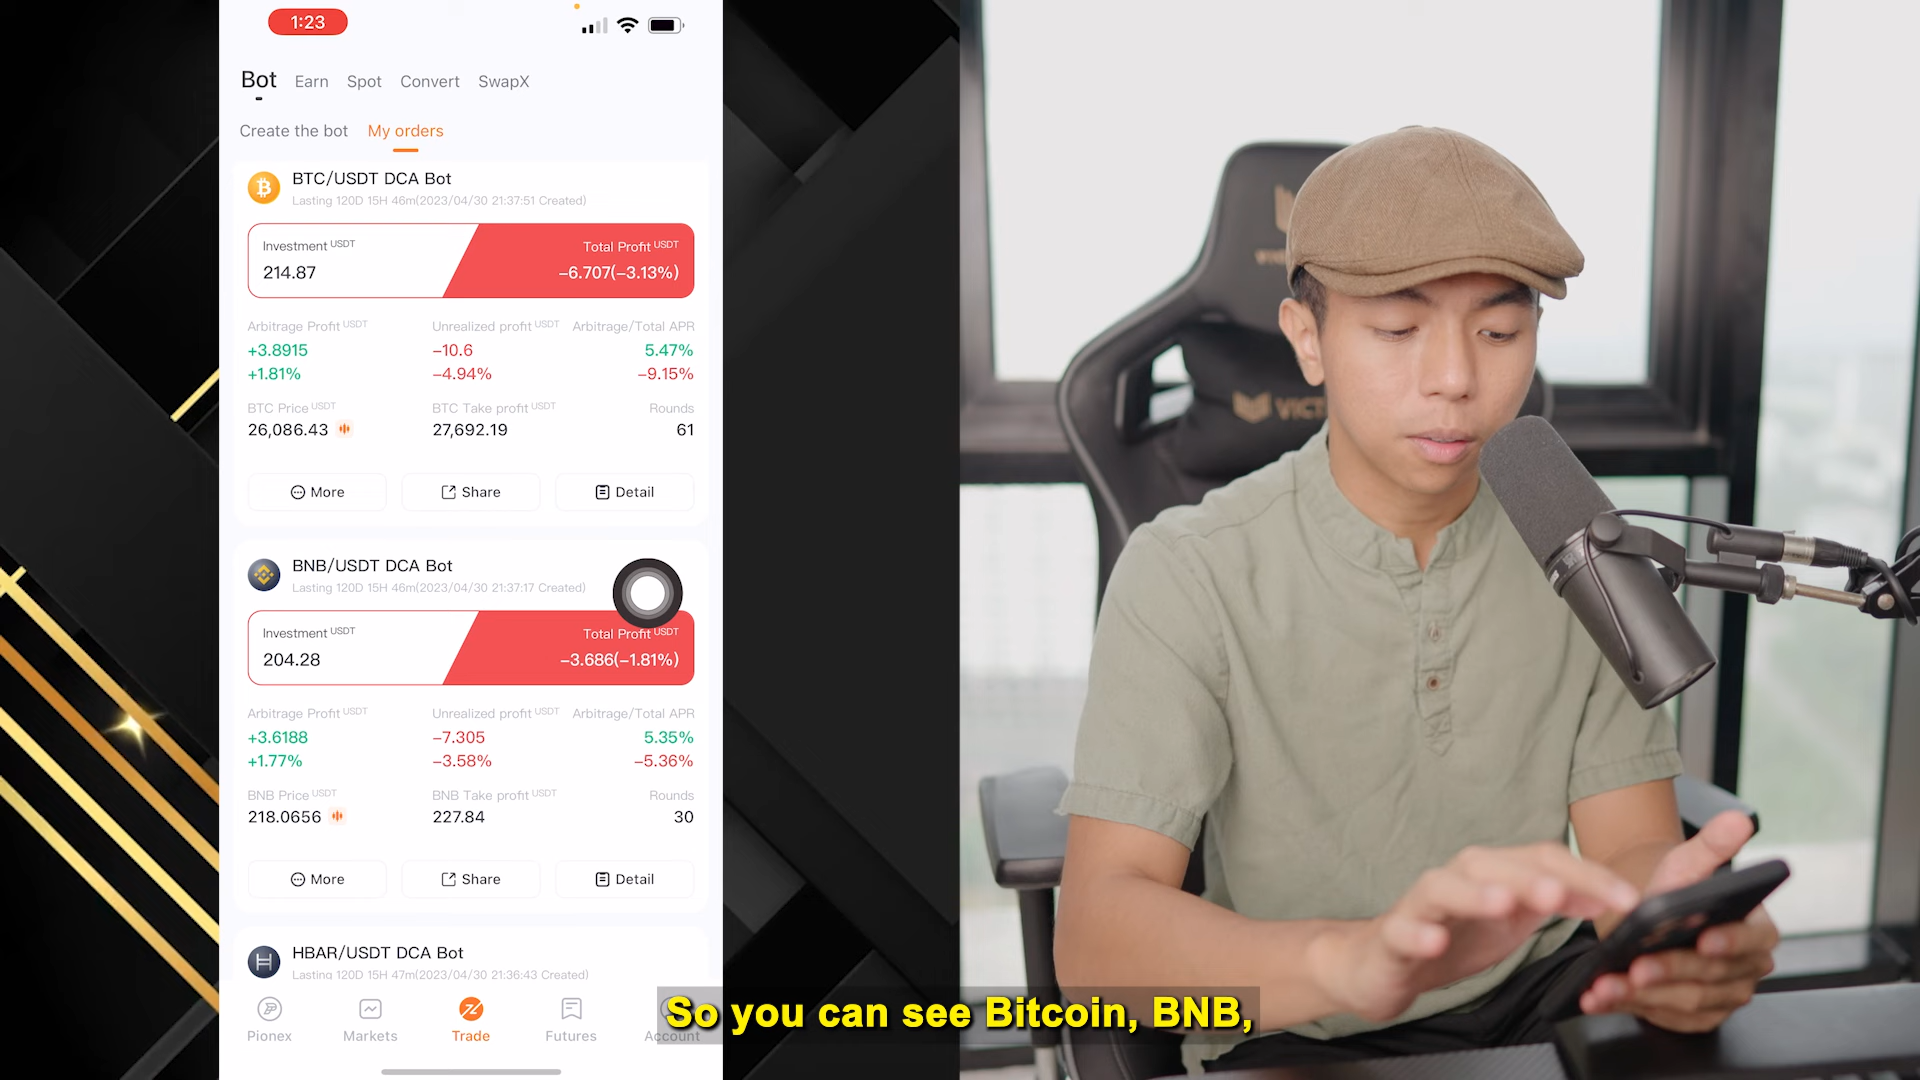 1:23
Bot Earn Spot Convert SwapX
Create the bot My orders
BTC/USDT DCA Bot
Lasting 120D 15H 46m(2023/04/30 21:37:51 Created)
Investment USDT Total Profit USDT
214.87 −6.707(−3.13%)
Arbitrage Profit USDT Unrealized profit USDT Arbitrage/Total APR
+3.8915 −10.6 5.47%
+1.81% −4.94% −9.15%
BTC Price USDT BTC Take profit USDT Rounds
26,086.43 27,692.19 61
More Share Detail
BNB/USDT DCA Bot
Lasting 120D 15H 46m(2023/04/30 21:37:17 Created)
Investment USDT Total Profit USDT
204.28 −3.686(−1.81%)
Arbitrage Profit USDT Unrealized profit USDT Arbitrage/Total APR
+3.6188 −7.305 5.35%
+1.77% −3.58% −5.36%
BNB Price USDT BNB Take profit USDT Rounds
218.0656 227.84 30
More Share Detail
HBAR/USDT DCA Bot
Lasting 120D 15H 47m(2023/04/30 21:36:43 Created)
Pionex Markets Trade Futures Account
So you can see Bitcoin, BNB,